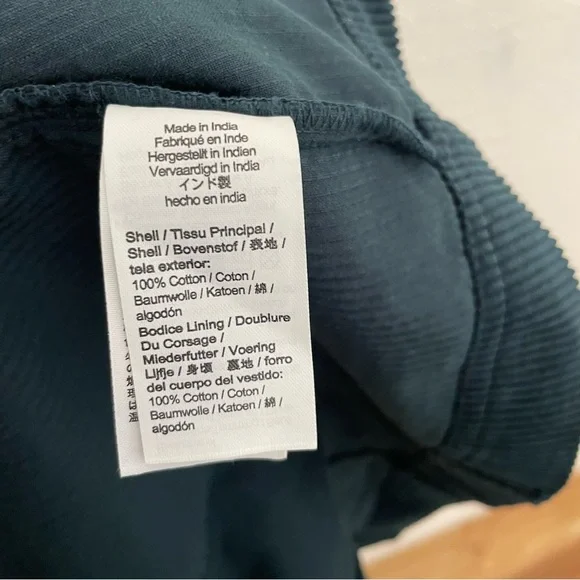 Made in India
Fabriqué en Inde
Hergestellt in Indien
Vervaardigd in India
インド製
hecho en india
Shell / Tissu Principal /
Shell / Bovenstof / 表地 /
tela exterior:
100% Cotton / Coton /
Baumwolle / Katoen / 綿 /
algodón
Bodice Lining / Doublure
Du Corsage /
Miederfutter / Voering
Lijfje / 身頃 裏地 / forro
del cuerpo del vestido:
100% Cotton / Coton /
Baumwolle / Katoen / 綿 /
algodón